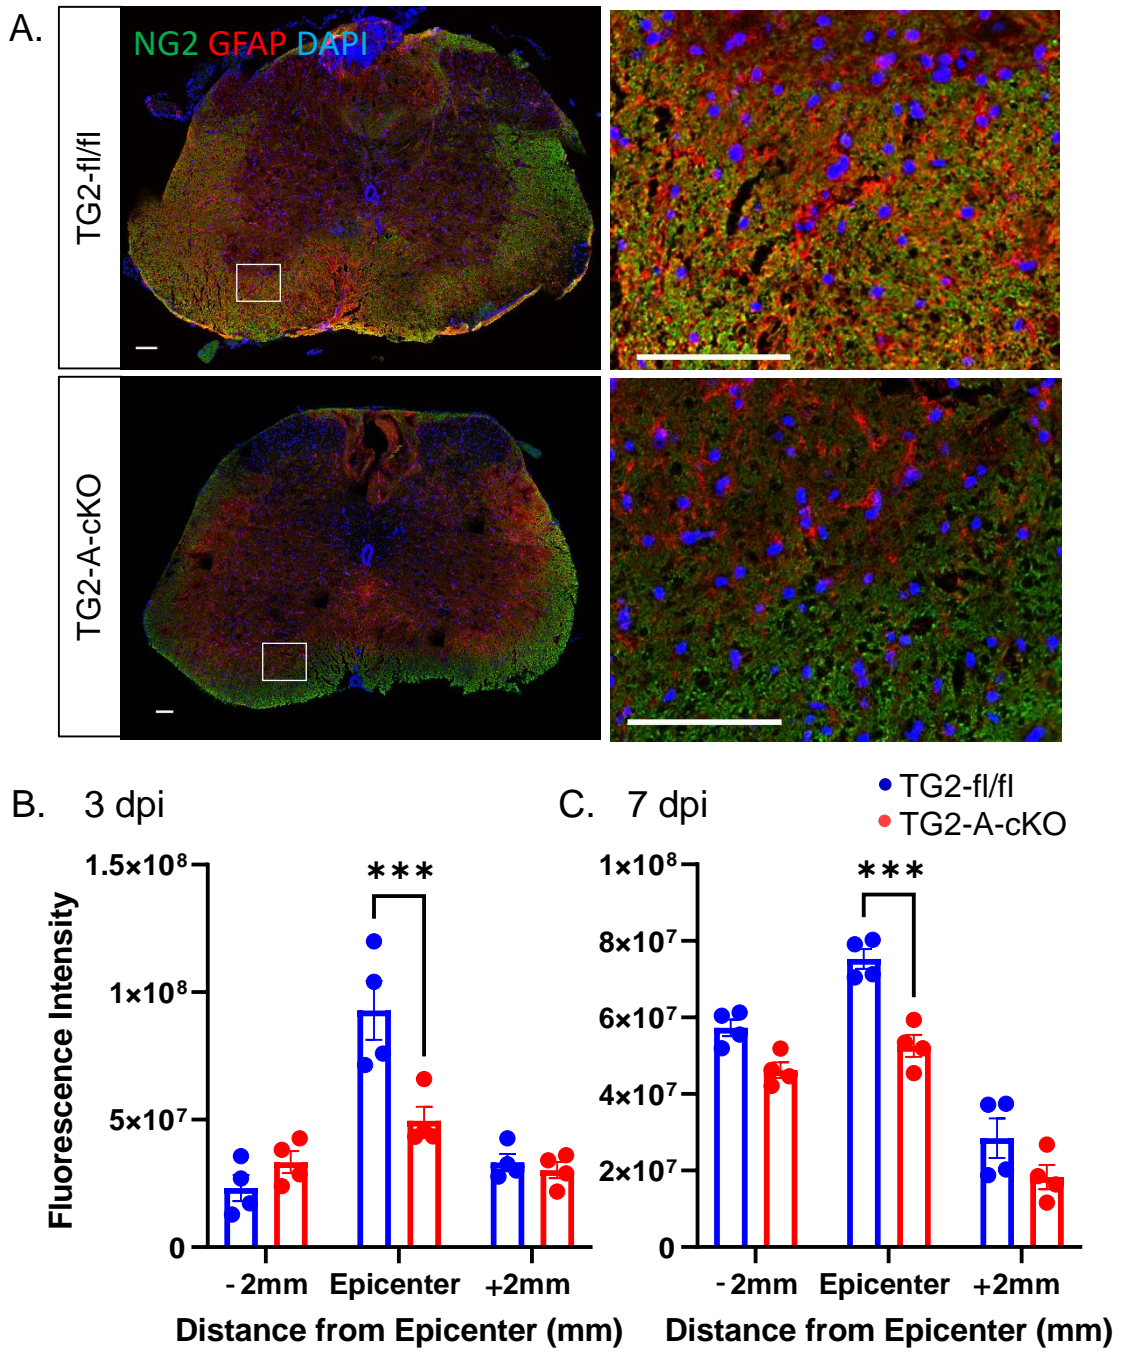 A.
NG2 GFAP DAPI
TG2-fl/fl
TG2-A-cKO
B. 3 dpi
C. 7 dpi
TG2-fl/fl
TG2-A-cKO
Fluorescence Intensity
1.5×10⁸
1×10⁸
5×10⁷
0
***
-2mm Epicenter +2mm
Distance from Epicenter (mm)
1×10⁸
8×10⁷
6×10⁷
4×10⁷
2×10⁷
0
***
-2mm Epicenter +2mm
Distance from Epicenter (mm)